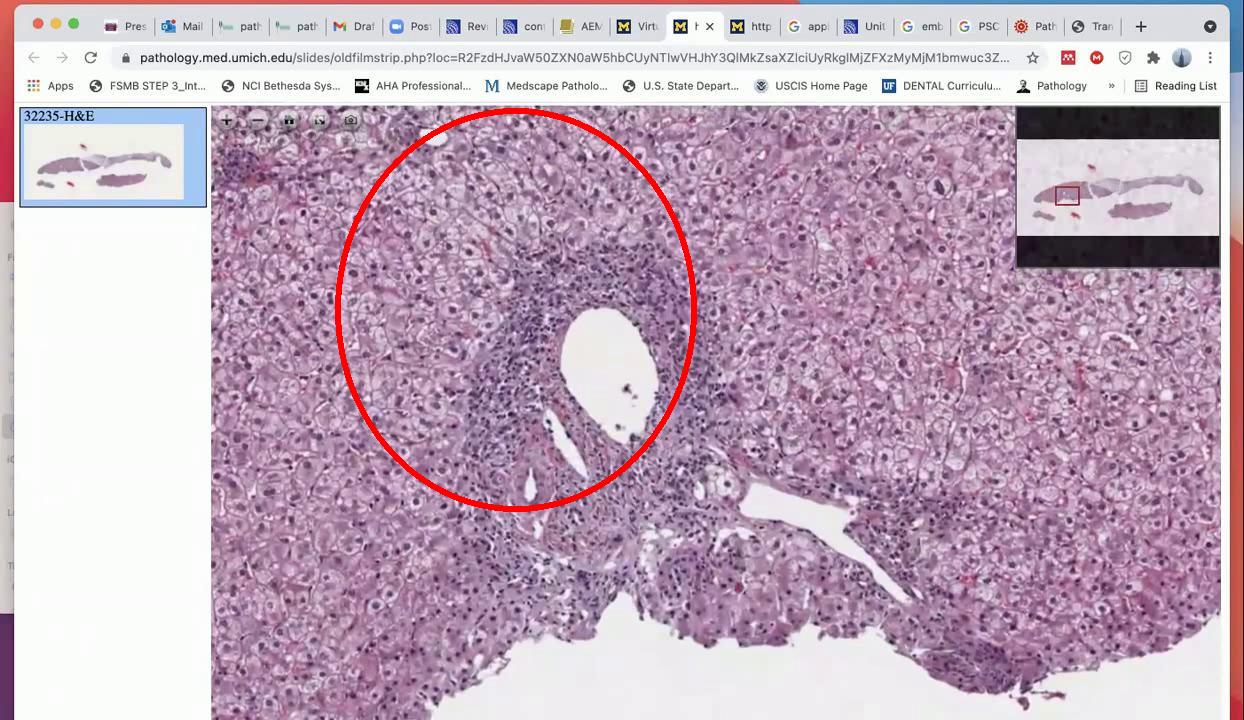 Pres
Mail
path
path
Draf
Post
Revi
con
AEM
Virtu
h
http
appl
Unit
emb
PSC
Path
Tran
pathology.med.umich.edu/slides/oldfilmstrip.php?loc=
Apps
FSMB STEP 3_Int...
NCI Bethesda Sys...
AHA Professional...
Medscape Patholo...
U.S. State Depart...
USCIS Home Page
DENTAL Curriculu...
Pathology
»
Reading List
32235-H&E